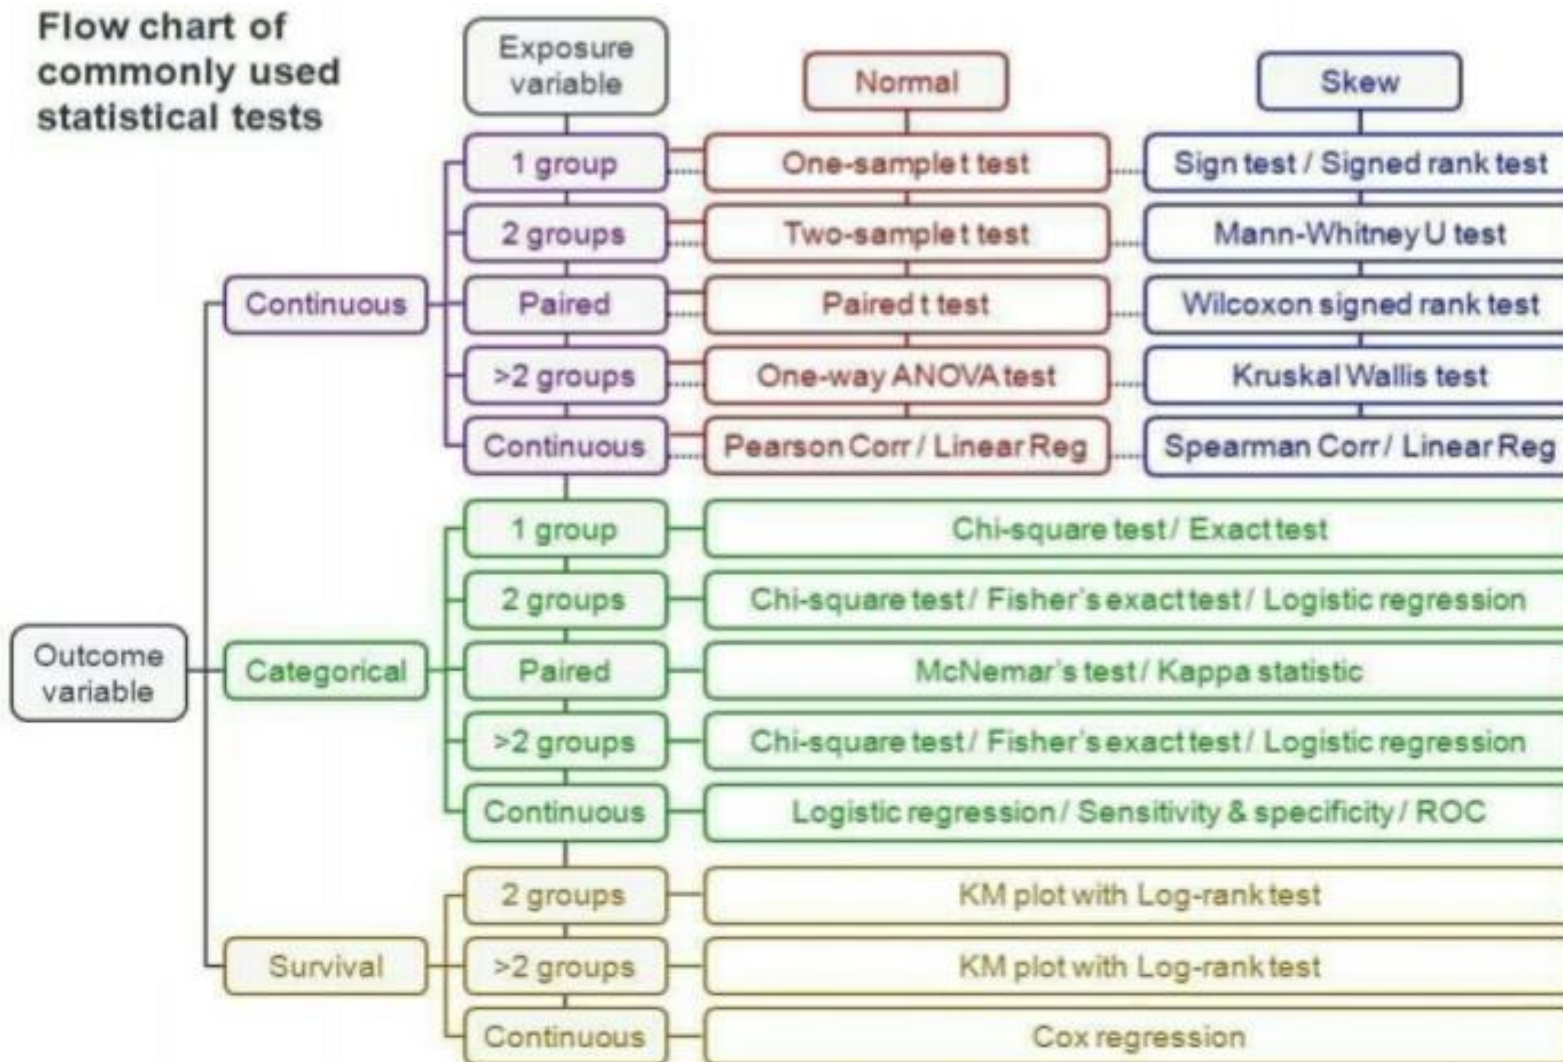 Flow chart of
commonly used
statistical tests
Exposure
variable
Normal
Skew
1 group
One-sample t test
Sign test / Signed rank test
2 groups
Two-sample t test
Mann-Whitney U test
Continuous
Paired
Paired t test
Wilcoxon signed rank test
>2 groups
One-way ANOVA test
Kruskal Wallis test
Continuous
Pearson Corr / Linear Reg
Spearman Corr / Linear Reg
1 group
Chi-square test / Exact test
2 groups
Chi-square test / Fisher's exact test / Logistic regression
Outcome
variable
Categorical
Paired
McNemar's test / Kappa statistic
>2 groups
Chi-square test / Fisher's exact test / Logistic regression
Continuous
Logistic regression / Sensitivity & specificity / ROC
2 groups
KM plot with Log-rank test
Survival
>2 groups
KM plot with Log-rank test
Continuous
Cox regression